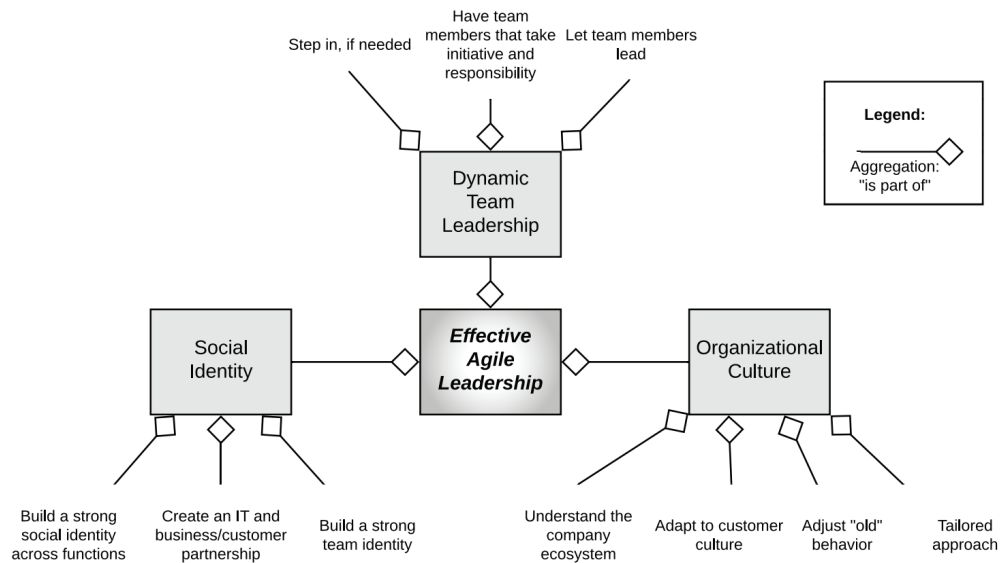 Step in, if needed
Have team
members that take
initiative and
responsibility
Let team members
lead
Legend:
Aggregation:
"is part of"
Dynamic
Team
Leadership
Social
Identity
Effective
Agile
Leadership
Organizational
Culture
Build a strong
social identity
across functions
Create an IT and
business/customer
partnership
Build a strong
team identity
Understand the
company
ecosystem
Adapt to customer
culture
Adjust "old"
behavior
Tailored
approach